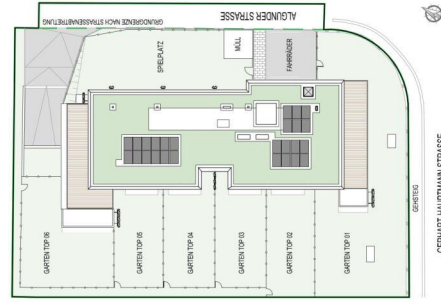 ALGUNDER STRASSE
GRUNDGRENZE NACH STRASSENABTRETUNG
SPIELPLATZ
MÜLL
FAHRRÄDER
GARTEN TOP 06
GARTEN TOP 05
GARTEN TOP 04
GARTEN TOP 03
GARTEN TOP 02
GARTEN TOP 01
GEHSTEIG
GERHART-HAUPTMANN-STRASSE